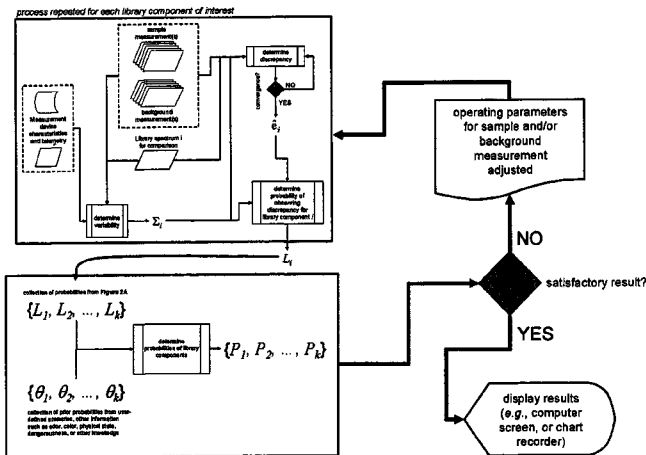 process repeated for each library component of interest
sample
measurement(s)
background
measurement(s)
Measurement
device
characteristics
and telemetry
Library spectrum i
for comparison
determine
discrepancy
convergence?
NO
YES
ê_i
determine
variability
Σ_i
determine
probability of
observing
discrepancy for
library component i
L_i
operating parameters
for sample and/or
background
measurement
adjusted
NO
satisfactory result?
YES
collection of probabilities from Figure 2A
{L_1, L_2, ..., L_k}
determine
probabilities of library
components
{P_1, P_2, ..., P_k}
{θ_1, θ_2, ..., θ_k}
collection of prior probabilities from user-
defined scenarios, other information
such as odor, color, physical state,
dangerousness, or other knowledge
display results
(e.g., computer
screen, or chart
recorder)